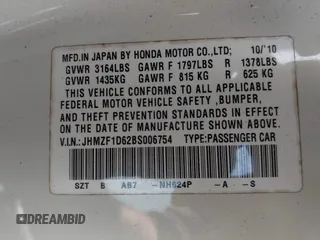 MFD.IN JAPAN BY HONDA MOTOR CO.,LTD; 10/'10
GVWR 3164LBS GAWR F 1797LBS R 1378LBS
GVWR 1435KG GAWR F 815 KG R 625 KG
THIS VEHICLE CONFORMS TO ALL APPLICABLE
FEDERAL MOTOR VEHICLE SAFETY ,BUMPER,
AND THEFT PREVENTION STANDARDS IN EFFECT
ON THE DATE OF MANUFACTURE SHOWN ABOVE.
V.I.N.: JHMZF1D62BS006754 TYPE:PASSENGER CAR
SZT B AB7 -NH624P -A -S
DREAMBID